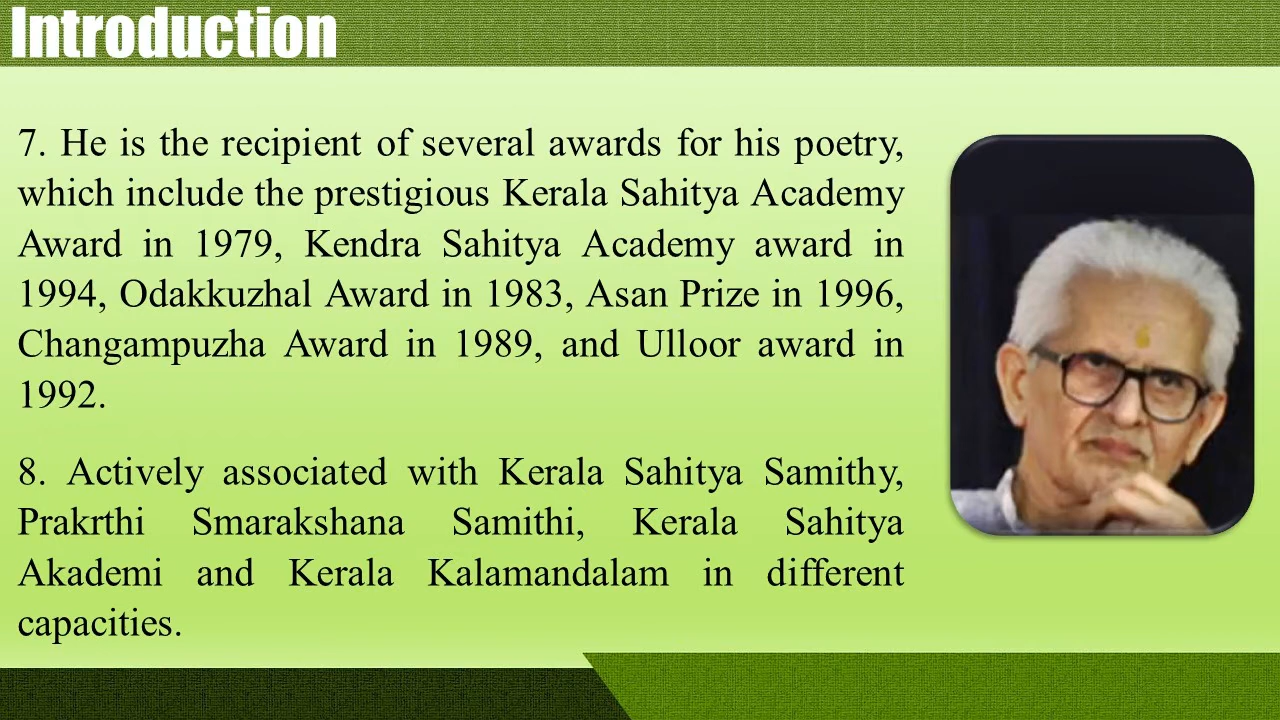 Introduction
7. He is the recipient of several awards for his poetry,
which include the prestigious Kerala Sahitya Academy
Award in 1979, Kendra Sahitya Academy award in
1994, Odakkuzhal Award in 1983, Asan Prize in 1996,
Changampuzha Award in 1989, and Ulloor award in
1992.
8. Actively associated with Kerala Sahitya Samithy,
Prakrthi Smarakshana Samithi, Kerala Sahitya
Akademi and Kerala Kalamandalam in different
capacities.